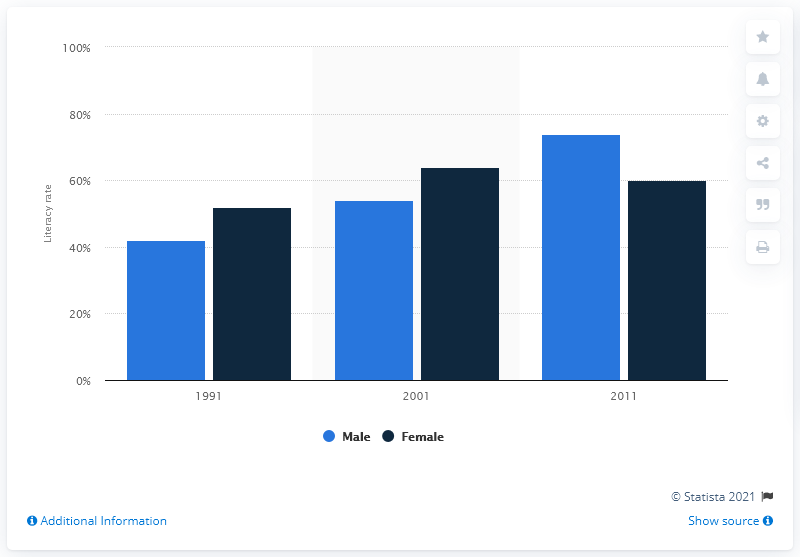 100%
80%
60%
40%
20%
0%
Literacy rate
1991
2001
2011
Male
Female
© Statista 2021
Additional Information
Show source